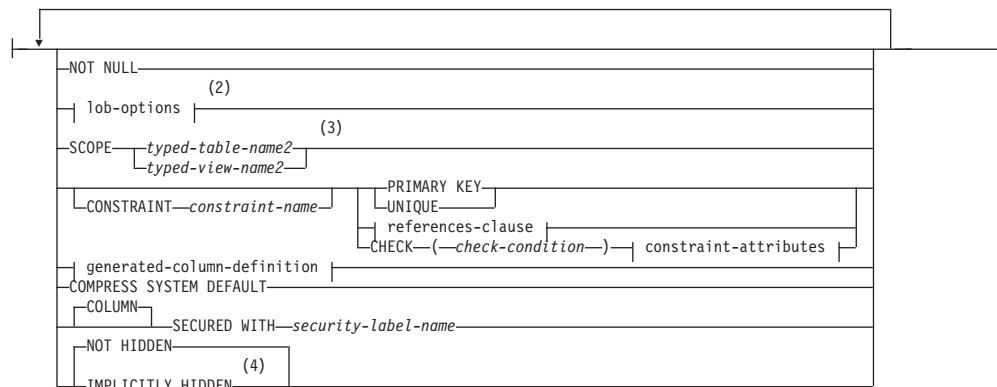 NOT NULL
(2)
lob-options
(3)
SCOPE typed-table-name2
typed-view-name2
PRIMARY KEY
CONSTRAINT constraint-name UNIQUE
references-clause
CHECK ( check-condition ) constraint-attributes
generated-column-definition
COMPRESS SYSTEM DEFAULT
COLUMN
SECURED WITH security-label-name
NOT HIDDEN
(4)
IMPLICITLY HIDDEN